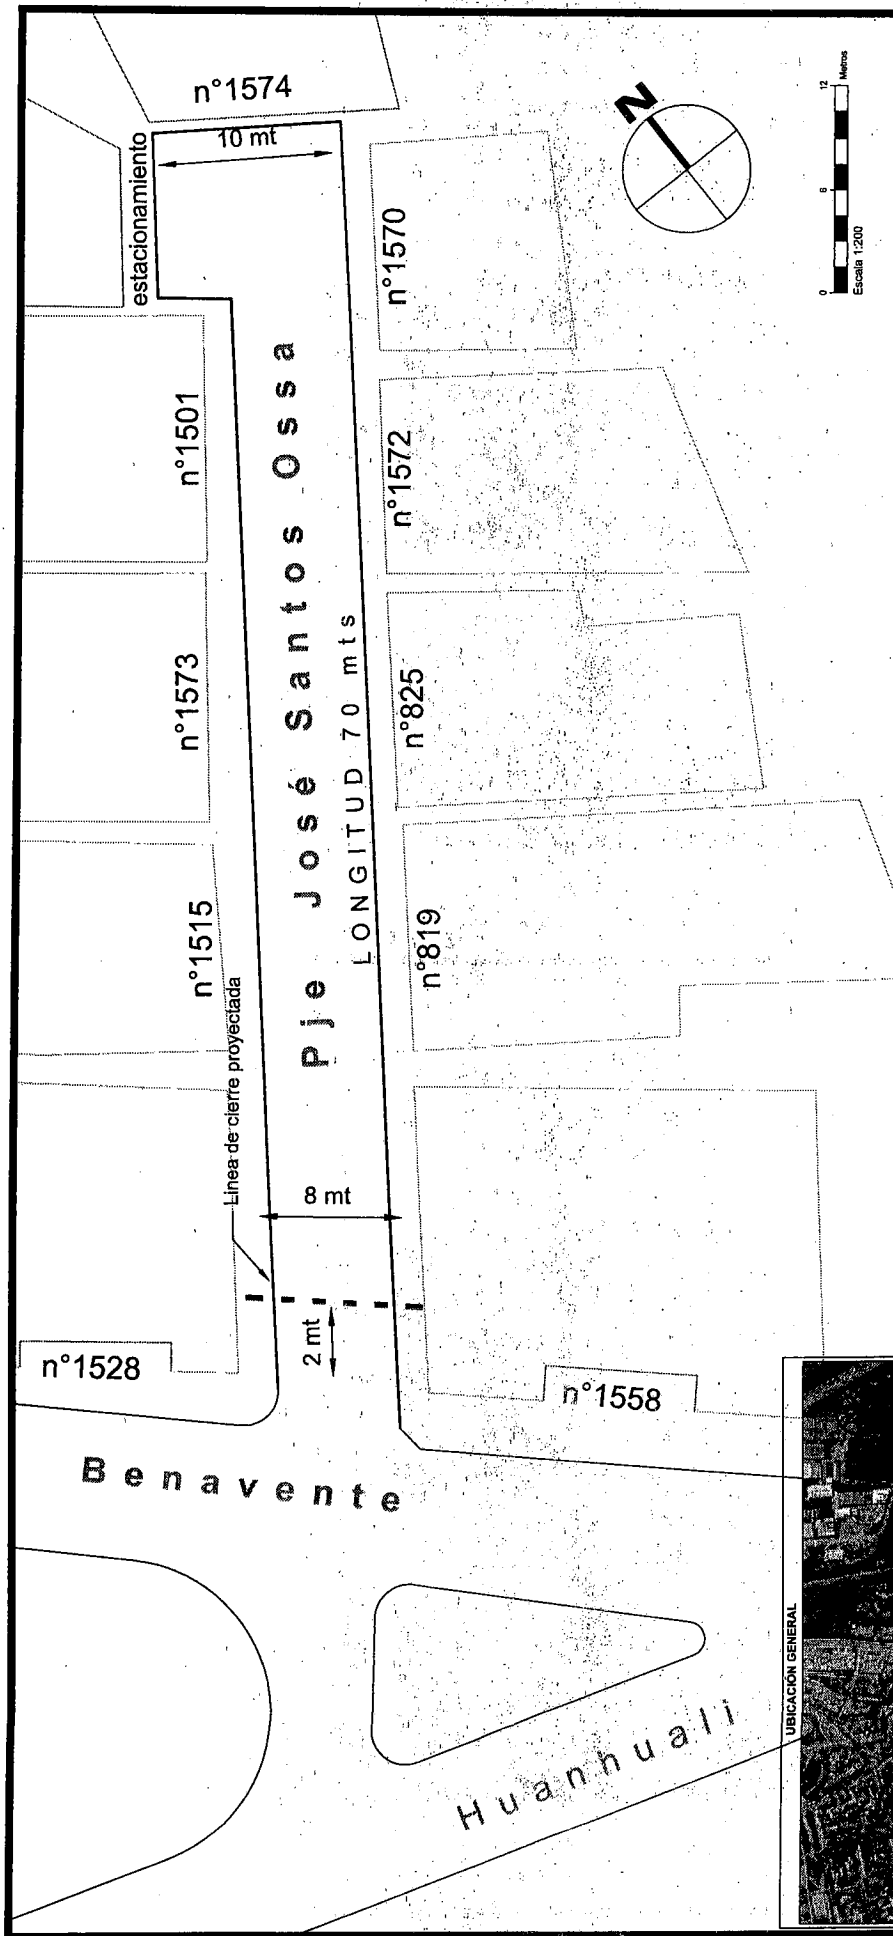 n°1574
10 mt
estacionamiento
N
12
Metros
6
0
Escala 1:200
n°1570
n°1501
n°1572
Pje José Santos Ossa
LONGITUD 70 mts
n°1573
n°825
n°1515
n°819
Linea de cierre proyectada
8 mt
2 mt
n°1528
n°1558
Benavente
Huanhuali
UBICACIÓN GENERAL